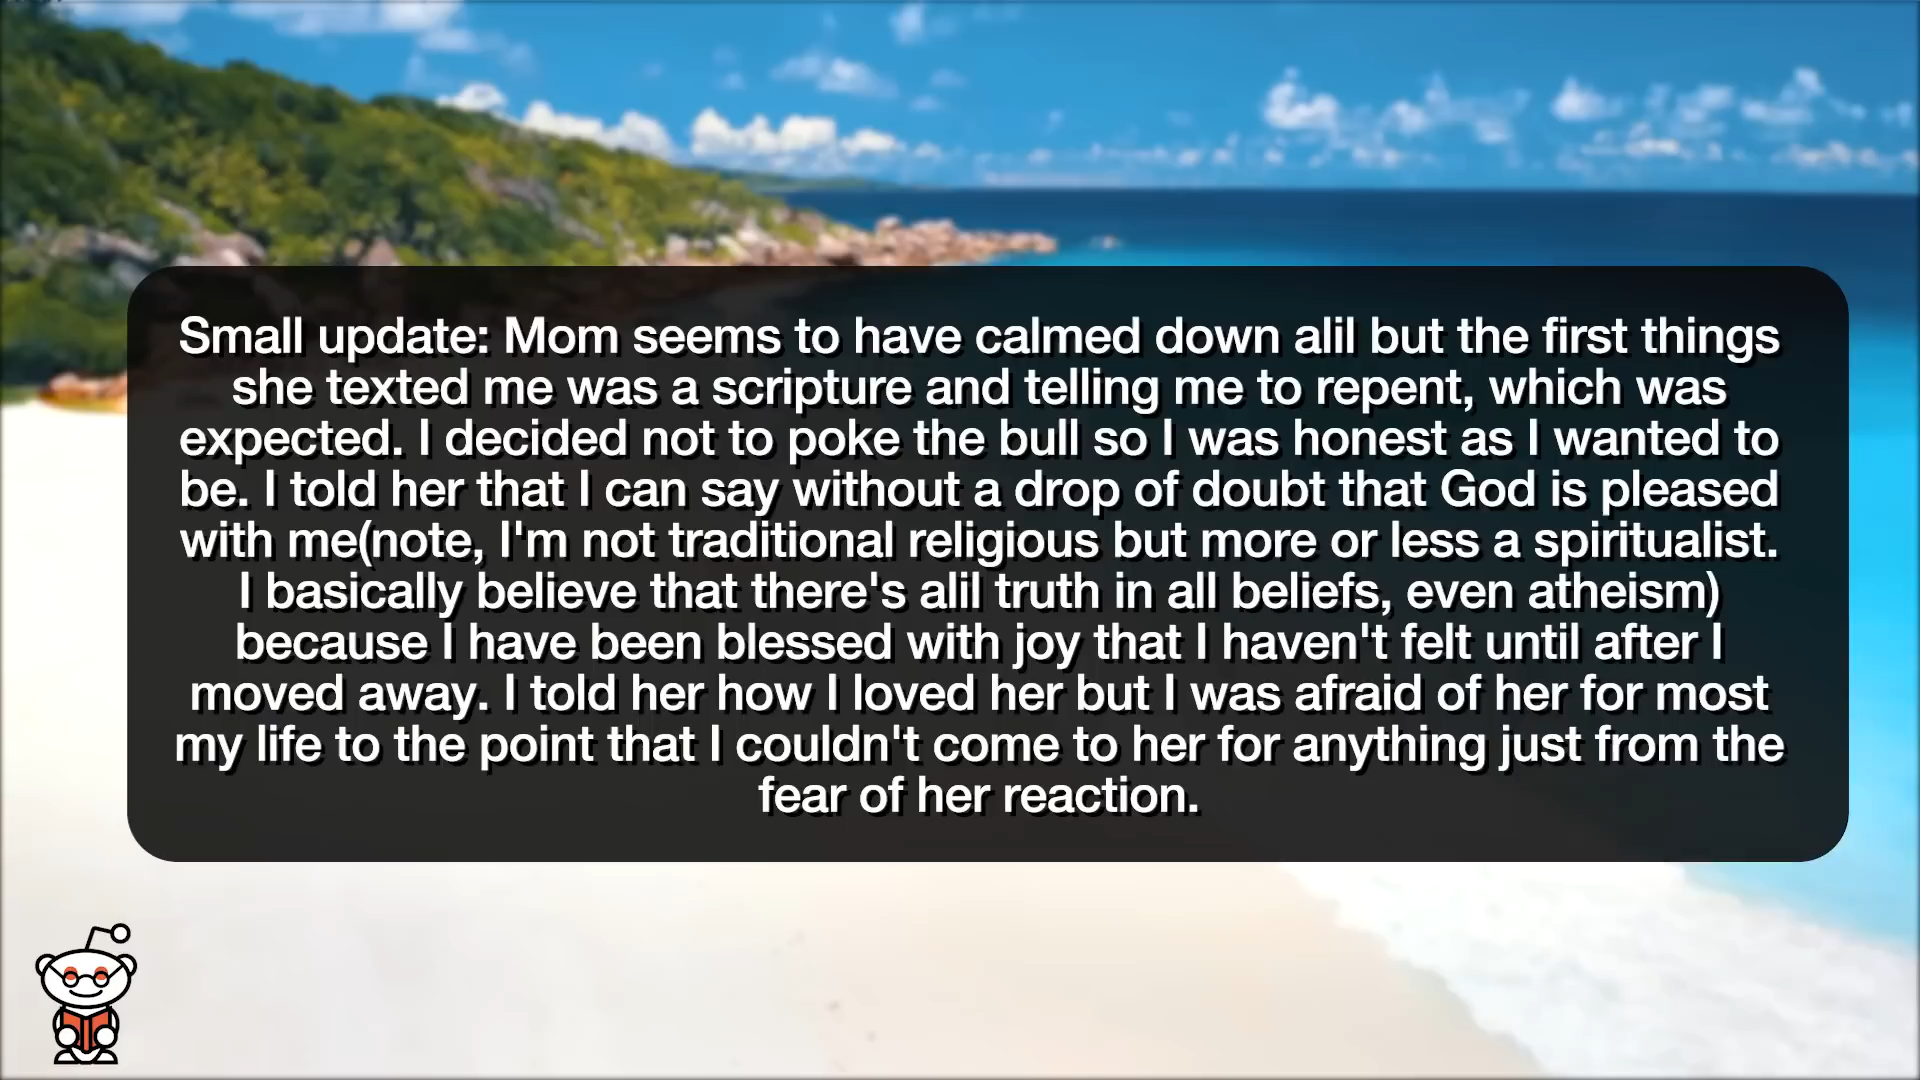 Small update: Mom seems to have calmed down alil but the first things
she texted me was a scripture and telling me to repent, which was
expected. I decided not to poke the bull so I was honest as I wanted to
be. I told her that I can say without a drop of doubt that God is pleased
with me(note, I'm not traditional religious but more or less a spiritualist.
I basically believe that there's alil truth in all beliefs, even atheism)
because I have been blessed with joy that I haven't felt until after I
moved away. I told her how I loved her but I was afraid of her for most
my life to the point that I couldn't come to her for anything just from the
fear of her reaction.